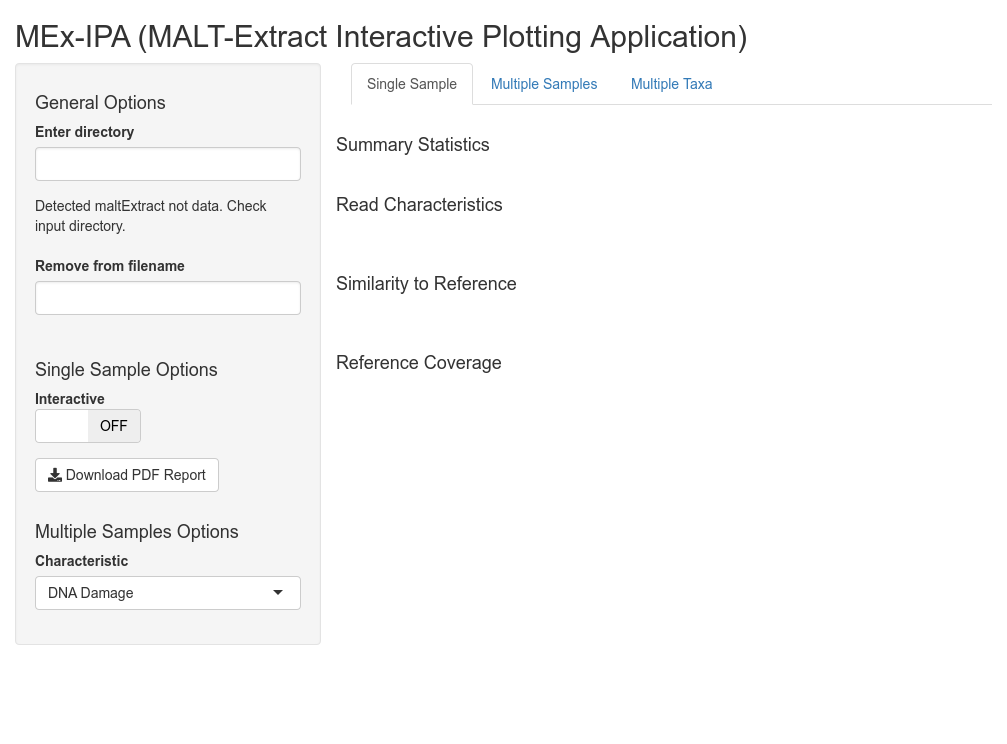 MEx-IPA (MALT-Extract Interactive Plotting Application)
General Options
Enter directory
Detected maltExtract not data. Check
input directory.
Remove from filename
Single Sample Options
Interactive
OFF
Download PDF Report
Multiple Samples Options
Characteristic
DNA Damage
Single Sample
Multiple Samples
Multiple Taxa
Summary Statistics
Read Characteristics
Similarity to Reference
Reference Coverage